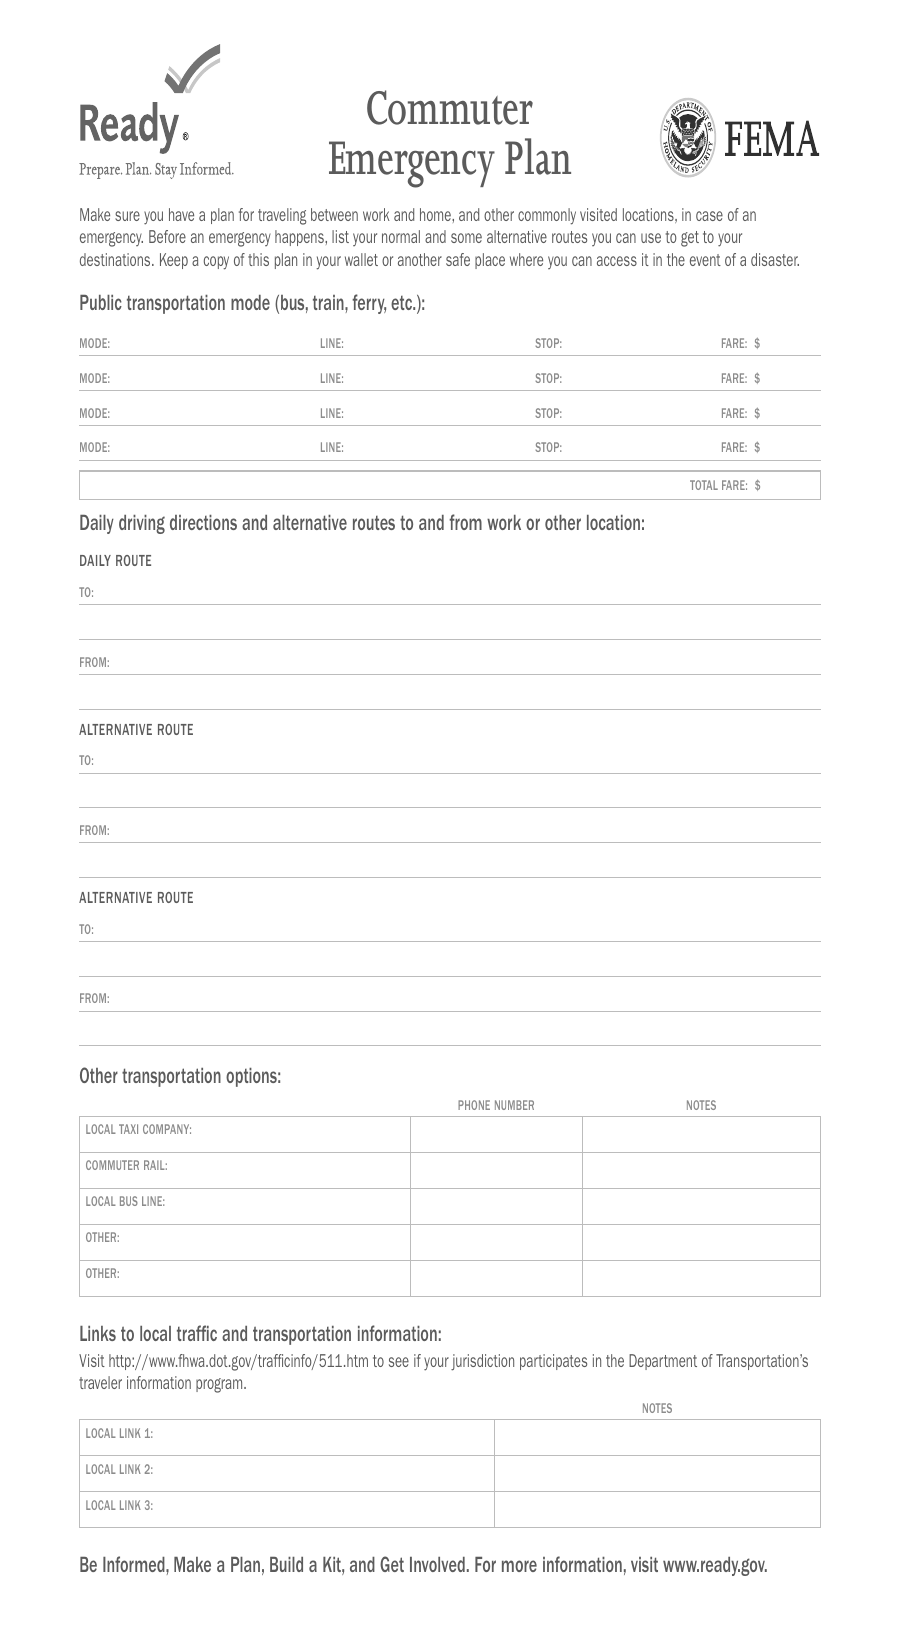 Ready®
Prepare. Plan. Stay Informed.
Commuter
Emergency Plan
U.S. DEPARTMENT OF
HOMELAND SECURITY
FEMA
Make sure you have a plan for traveling between work and home, and other commonly visited locations, in case of an
emergency. Before an emergency happens, list your normal and some alternative routes you can use to get to your
destinations. Keep a copy of this plan in your wallet or another safe place where you can access it in the event of a disaster.
Public transportation mode (bus, train, ferry, etc.):
MODE: LINE: STOP: FARE: $
MODE: LINE: STOP: FARE: $
MODE: LINE: STOP: FARE: $
MODE: LINE: STOP: FARE: $
TOTAL FARE: $
Daily driving directions and alternative routes to and from work or other location:
DAILY ROUTE
TO:
FROM:
ALTERNATIVE ROUTE
TO:
FROM:
ALTERNATIVE ROUTE
TO:
FROM:
Other transportation options:
PHONE NUMBER NOTES
LOCAL TAXI COMPANY:
COMMUTER RAIL:
LOCAL BUS LINE:
OTHER:
OTHER:
Links to local traffic and transportation information:
Visit http://www.fhwa.dot.gov/trafficinfo/511.htm to see if your jurisdiction participates in the Department of Transportation's
traveler information program.
NOTES
LOCAL LINK 1:
LOCAL LINK 2:
LOCAL LINK 3:
Be Informed, Make a Plan, Build a Kit, and Get Involved. For more information, visit www.ready.gov.